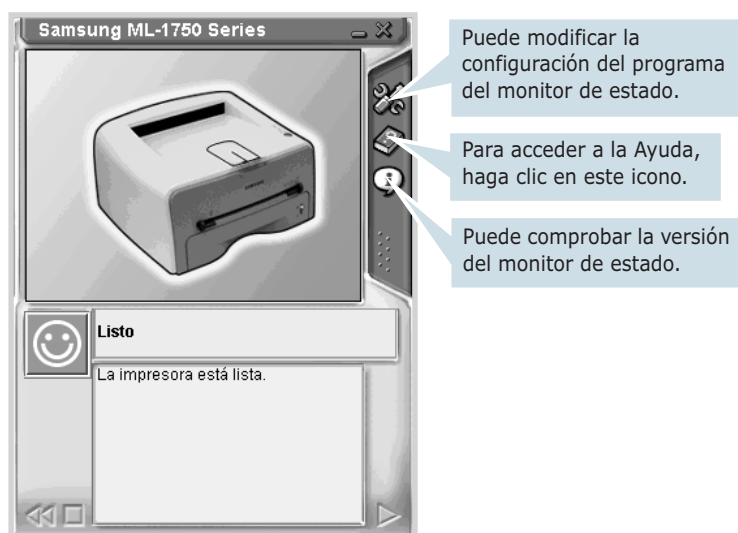 Samsung ML-1750 Series
Puede modificar la
configuración del programa
del monitor de estado.
Para acceder a la Ayuda,
haga clic en este icono.
Puede comprobar la versión
del monitor de estado.
Listo
La impresora está lista.